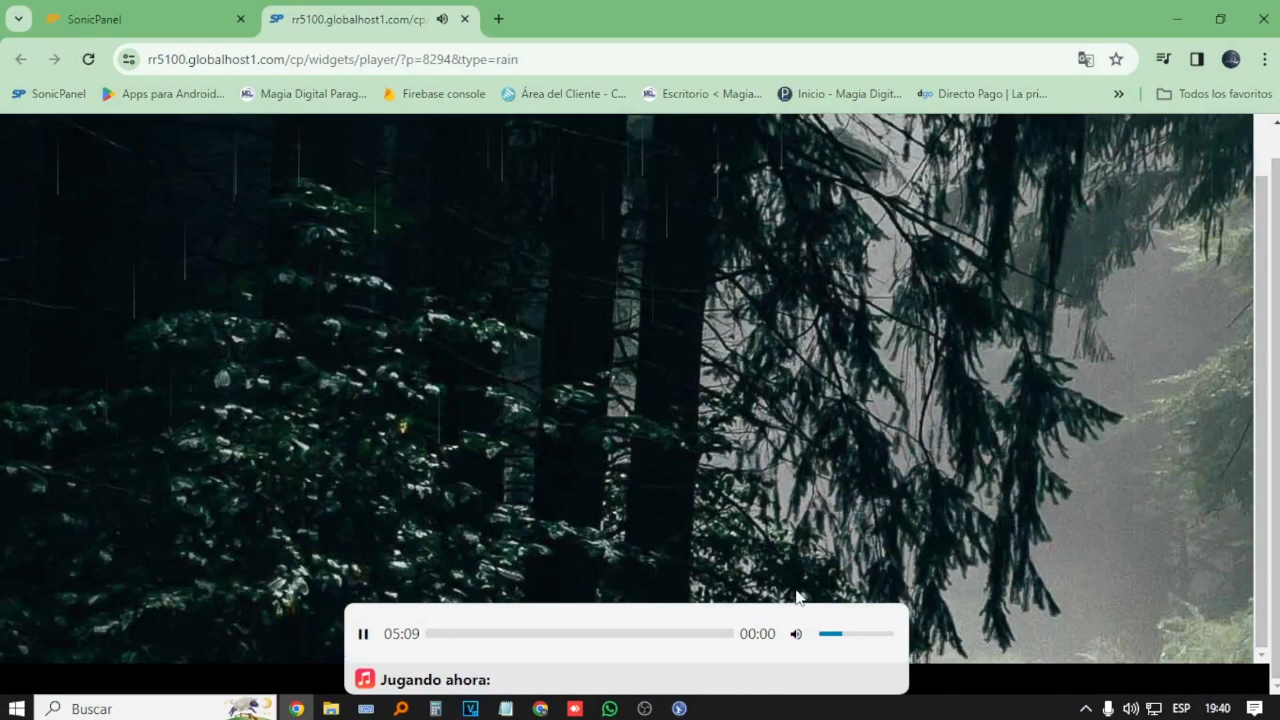 SonicPanel
rr5100.globalhost1.com/cp
rr5100.globalhost1.com/cp/widgets/player/?p=8294&type=rain
SonicPanel
Apps para Android...
Magia Digital Parag...
Firebase console
Área del Cliente - C...
Escritorio < Magia...
Inicio - Magia Digit...
dgo Directo Pago | La pri...
Todos los favoritos
05:09
00:00
Jugando ahora:
Buscar
ESP
19:40